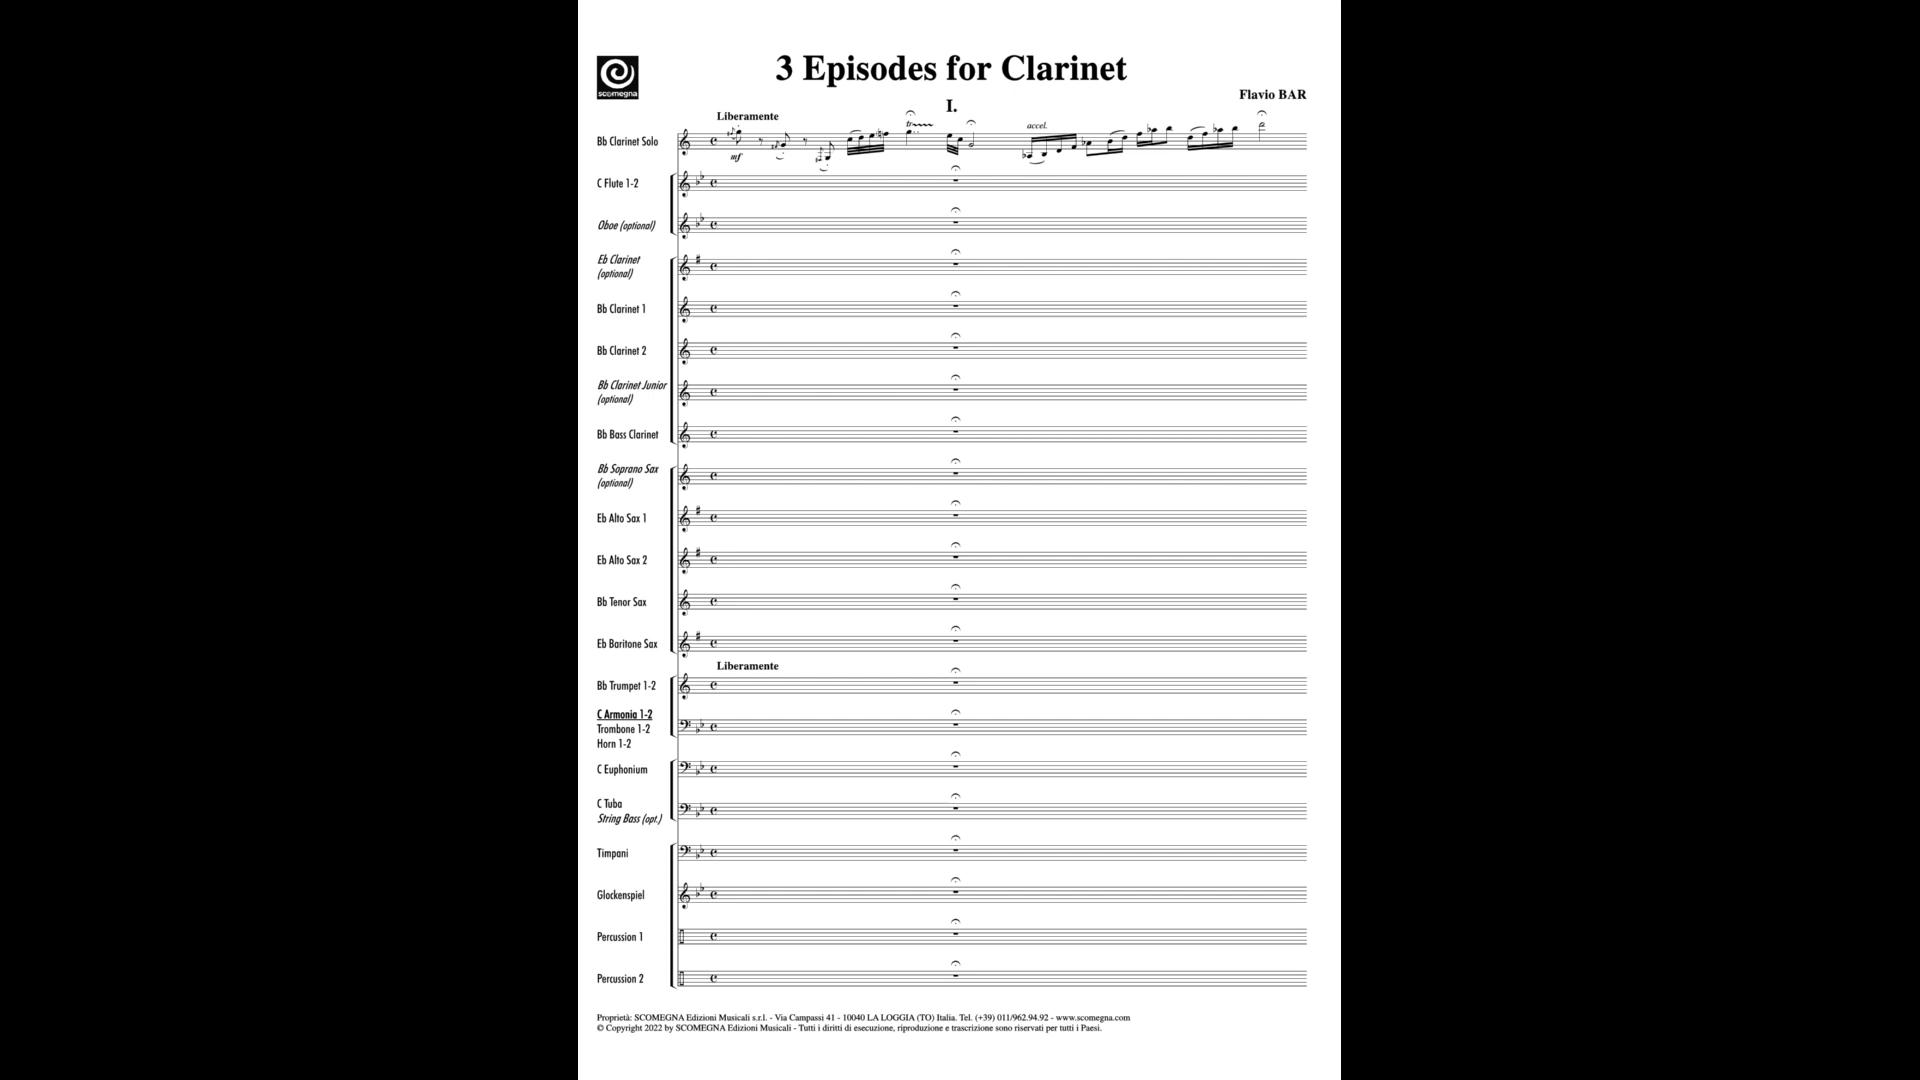 3 Episodes for Clarinet
scomegna
Flavio BAR
I.
Liberamente
accel.
tr
Bb Clarinet Solo
mf
C Flute 1-2
Oboe (optional)
Eb Clarinet
(optional)
Bb Clarinet 1
Bb Clarinet 2
Bb Clarinet Junior
(optional)
Bb Bass Clarinet
Bb Soprano Sax
(optional)
Eb Alto Sax 1
Eb Alto Sax 2
Bb Tenor Sax
Eb Baritone Sax
Liberamente
Bb Trumpet 1-2
C Armonia 1-2
Trombone 1-2
Horn 1-2
C Euphonium
C Tuba
String Bass (opt.)
Timpani
Glockenspiel
Percussion 1
Percussion 2
Proprietà: SCOMEGNA Edizioni Musicali s.r.l. - Via Campassi 41 - 10040 LA LOGGIA (TO) Italia. Tel. (+39) 011/962.94.92 - www.scomegna.com
© Copyright 2022 by SCOMEGNA Edizioni Musicali - Tutti i diritti di esecuzione, riproduzione e trascrizione sono riservati per tutti i Paesi.